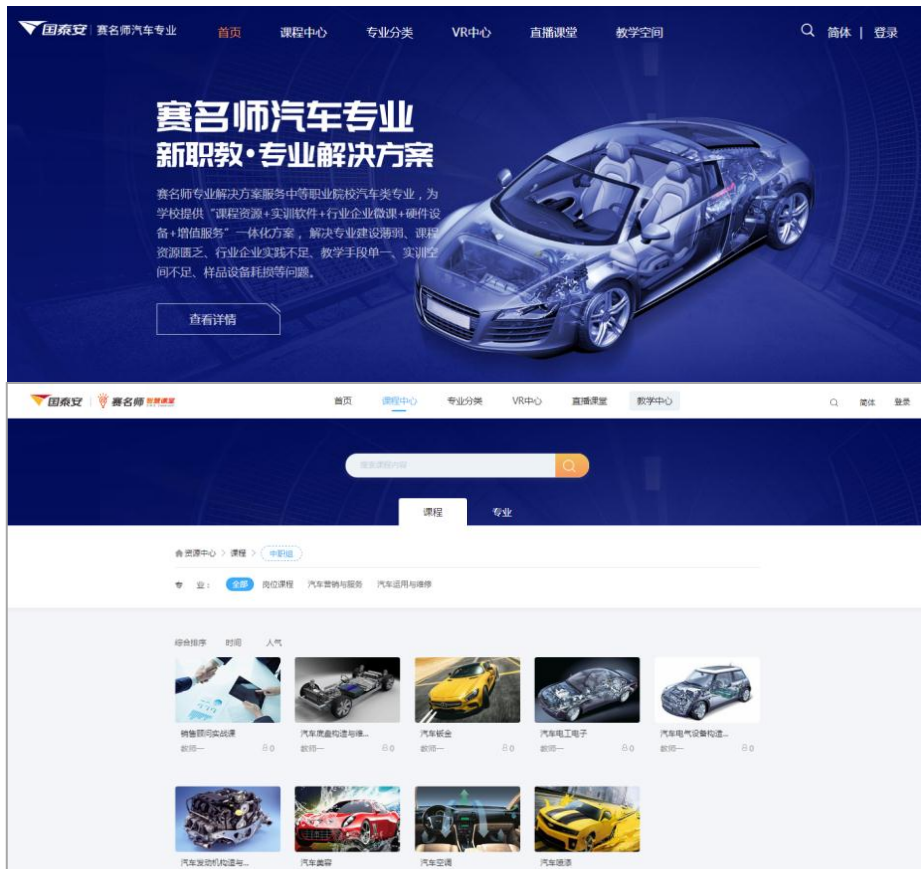 国泰安 赛名师汽车专业 首页 课程中心 专业分类 VR中心 直播课堂 教学空间 简体 | 登录
赛名师汽车专业
新职教·专业解决方案
赛名师专业解决方案服务中等职业院校汽车类专业，为
学校提供“课程资源+实训软件+行业企业微课+硬件设
备+增值服务”一体化方案，解决专业建设薄弱、课程
资源匮乏、行业企业实践不足、教学手段单一、实训空
间不足、样品设备耗损等问题。
查看详情
国泰安 赛名师 智慧课堂 首页 课程中心 专业分类 VR中心 直播课堂 教学中心 简体 登录
搜索课程内容
课程 专业
资源中心 > 课程 > 中职组
专 业： 全部 岗位课程 汽车营销与服务 汽车运用与维修
综合排序 时间 人气
销售顾问实战课 汽车底盘构造与维... 汽车钣金 汽车电工电子 汽车电气设备构造...
教师一 0 教师一 0 教师一 0 教师一 0 教师一 0
汽车发动机构造与... 汽车美容 汽车空调 汽车喷漆